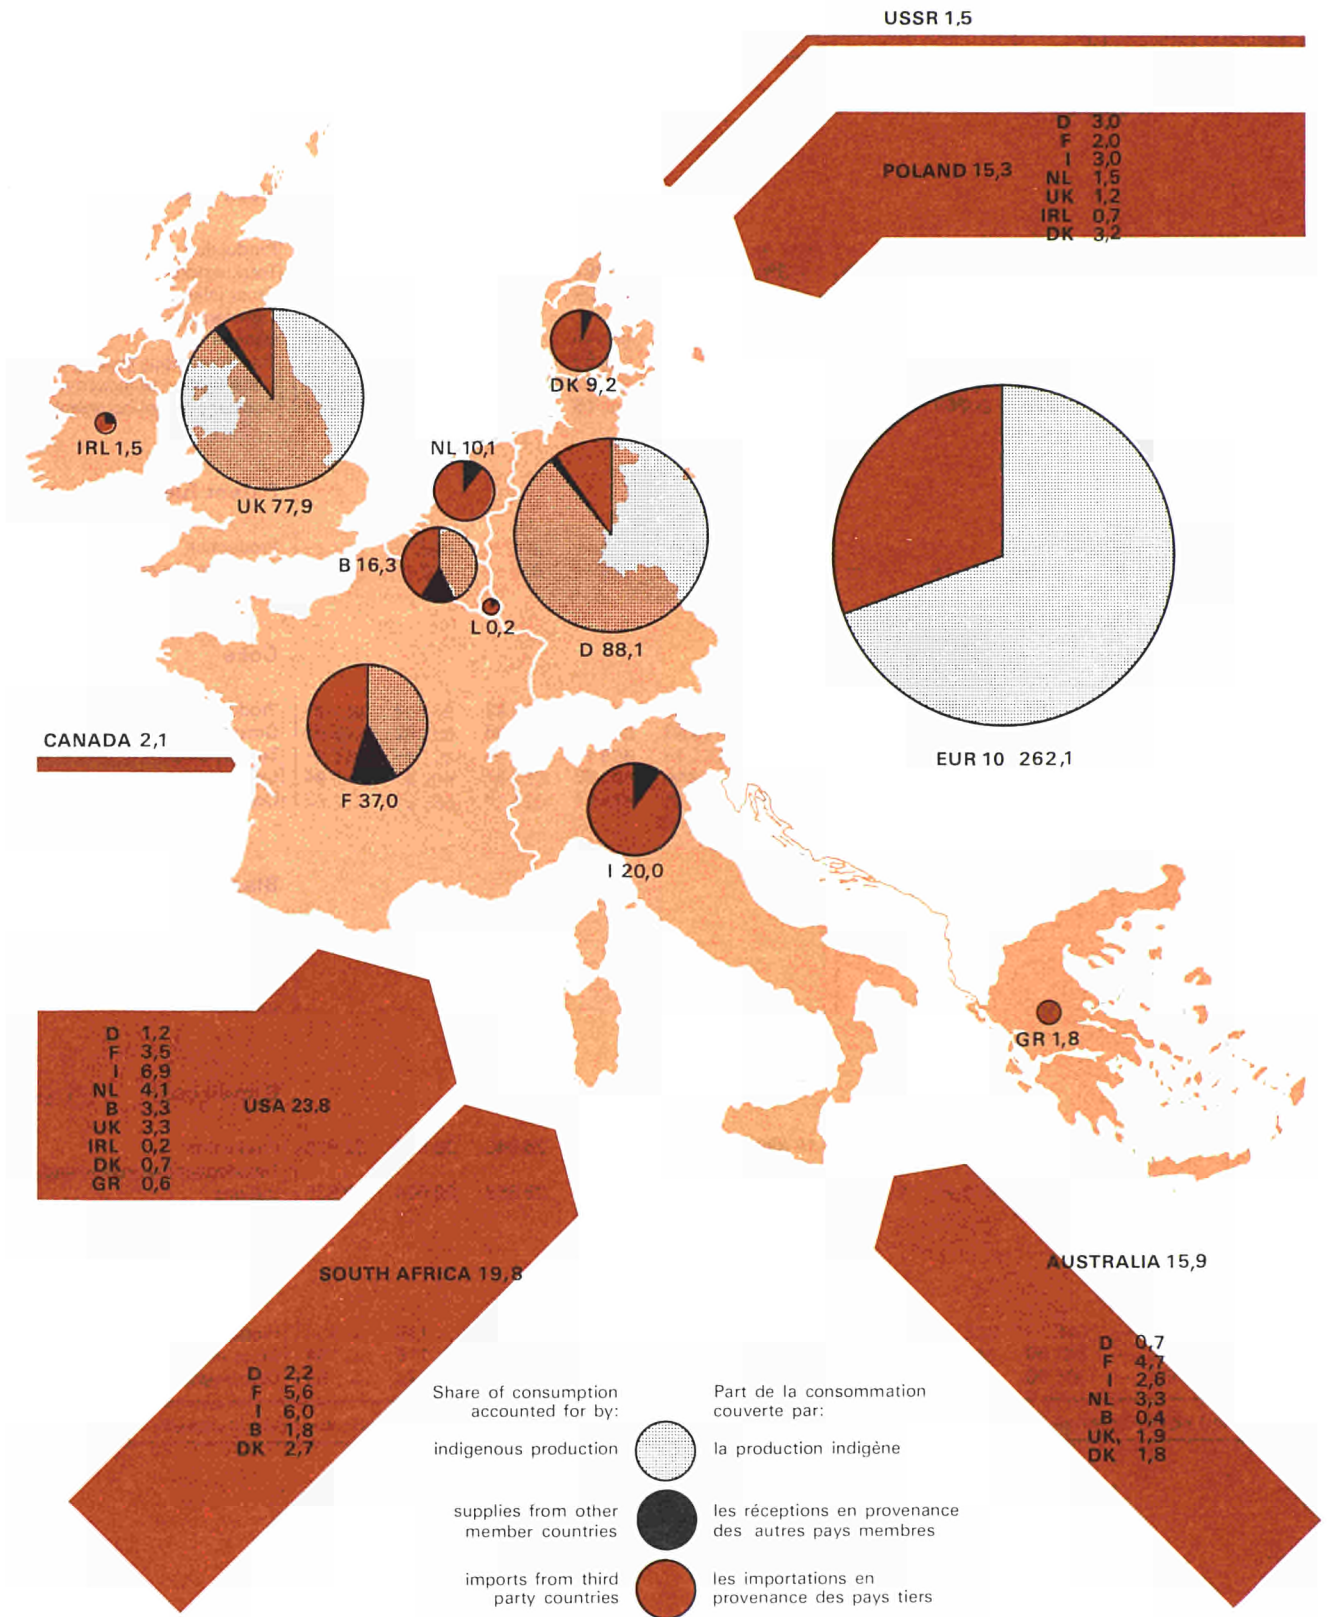 USSR 1,5
POLAND 15,3
D 3,0
F 2,0
I 3,0
NL 1,5
UK 1,2
IRL 0,7
DK 3,2
DK 9,2
IRL 1,5
UK 77,9
NL 10,1
B 16,3
L 0,2
D 88,1
EUR 10 262,1
CANADA 2,1
F 37,0
I 20,0
GR 1,8
D 1,2
F 3,5
I 6,9
NL 4,1
B 3,3
UK 3,3
IRL 0,2
DK 0,7
GR 0,6
USA 23.8
SOUTH AFRICA 19,8
D 2,2
F 5,6
I 6,0
B 1,8
DK 2,7
AUSTRALIA 15,9
D 0,7
F 4,7
I 2,6
NL 3,3
B 0,4
UK 1,9
DK 1,8
Share of consumption
accounted for by:
Part de la consommation
couverte par:
indigenous production
la production indigène
supplies from other
member countries
les réceptions en provenance
des autres pays membres
imports from third
party countries
les importations en
provenance des pays tiers